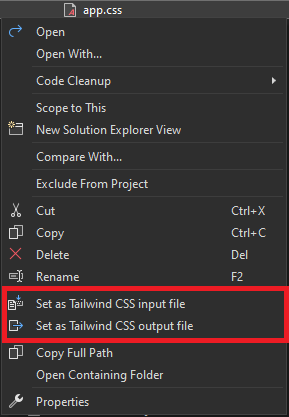 app.css
Open
Open With...
Code Cleanup
Scope to This
New Solution Explorer View
Compare With...
Exclude From Project
Cut Ctrl+X
Copy Ctrl+C
Delete Del
Rename F2
Set as Tailwind CSS input file
Set as Tailwind CSS output file
Copy Full Path
Open Containing Folder
Properties